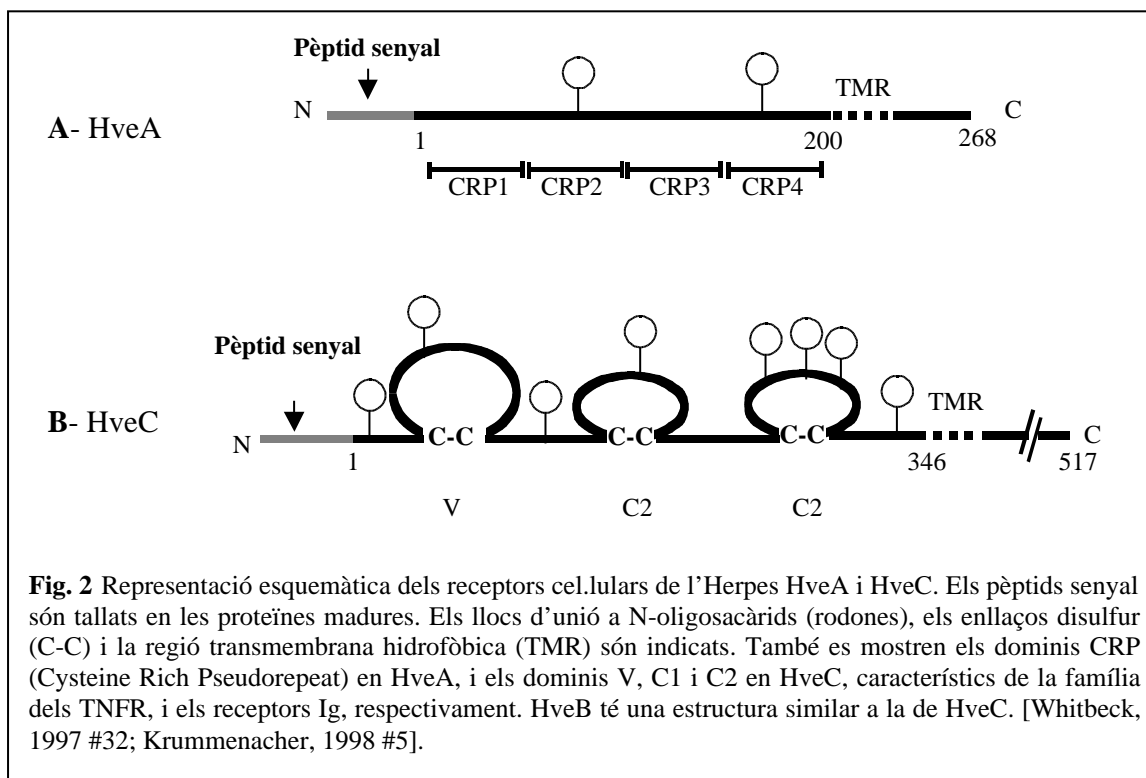 Pèptid senyal
N TMR C
A- HveA
1 200 268
CRP1 CRP2 CRP3 CRP4
Pèptid senyal
B- HveC
N C-C C-C C-C TMR C
1 346 517
V C2 C2
Fig. 2 Representació esquemàtica dels receptors cel.lulars de l’Herpes HveA i HveC. Els pèptids senyal
són tallats en les proteïnes madures. Els llocs d’unió a N-oligosacàrids (rodones), els enllaços disulfur
(C-C) i la regió transmembrana hidrofòbica (TMR) són indicats. També es mostren els dominis CRP
(Cysteine Rich Pseudorepeat) en HveA, i els dominis V, C1 i C2 en HveC, característics de la família
dels TNFR, i els receptors Ig, respectivament. HveB té una estructura similar a la de HveC. [Whitbeck,
1997 #32; Krummenacher, 1998 #5].